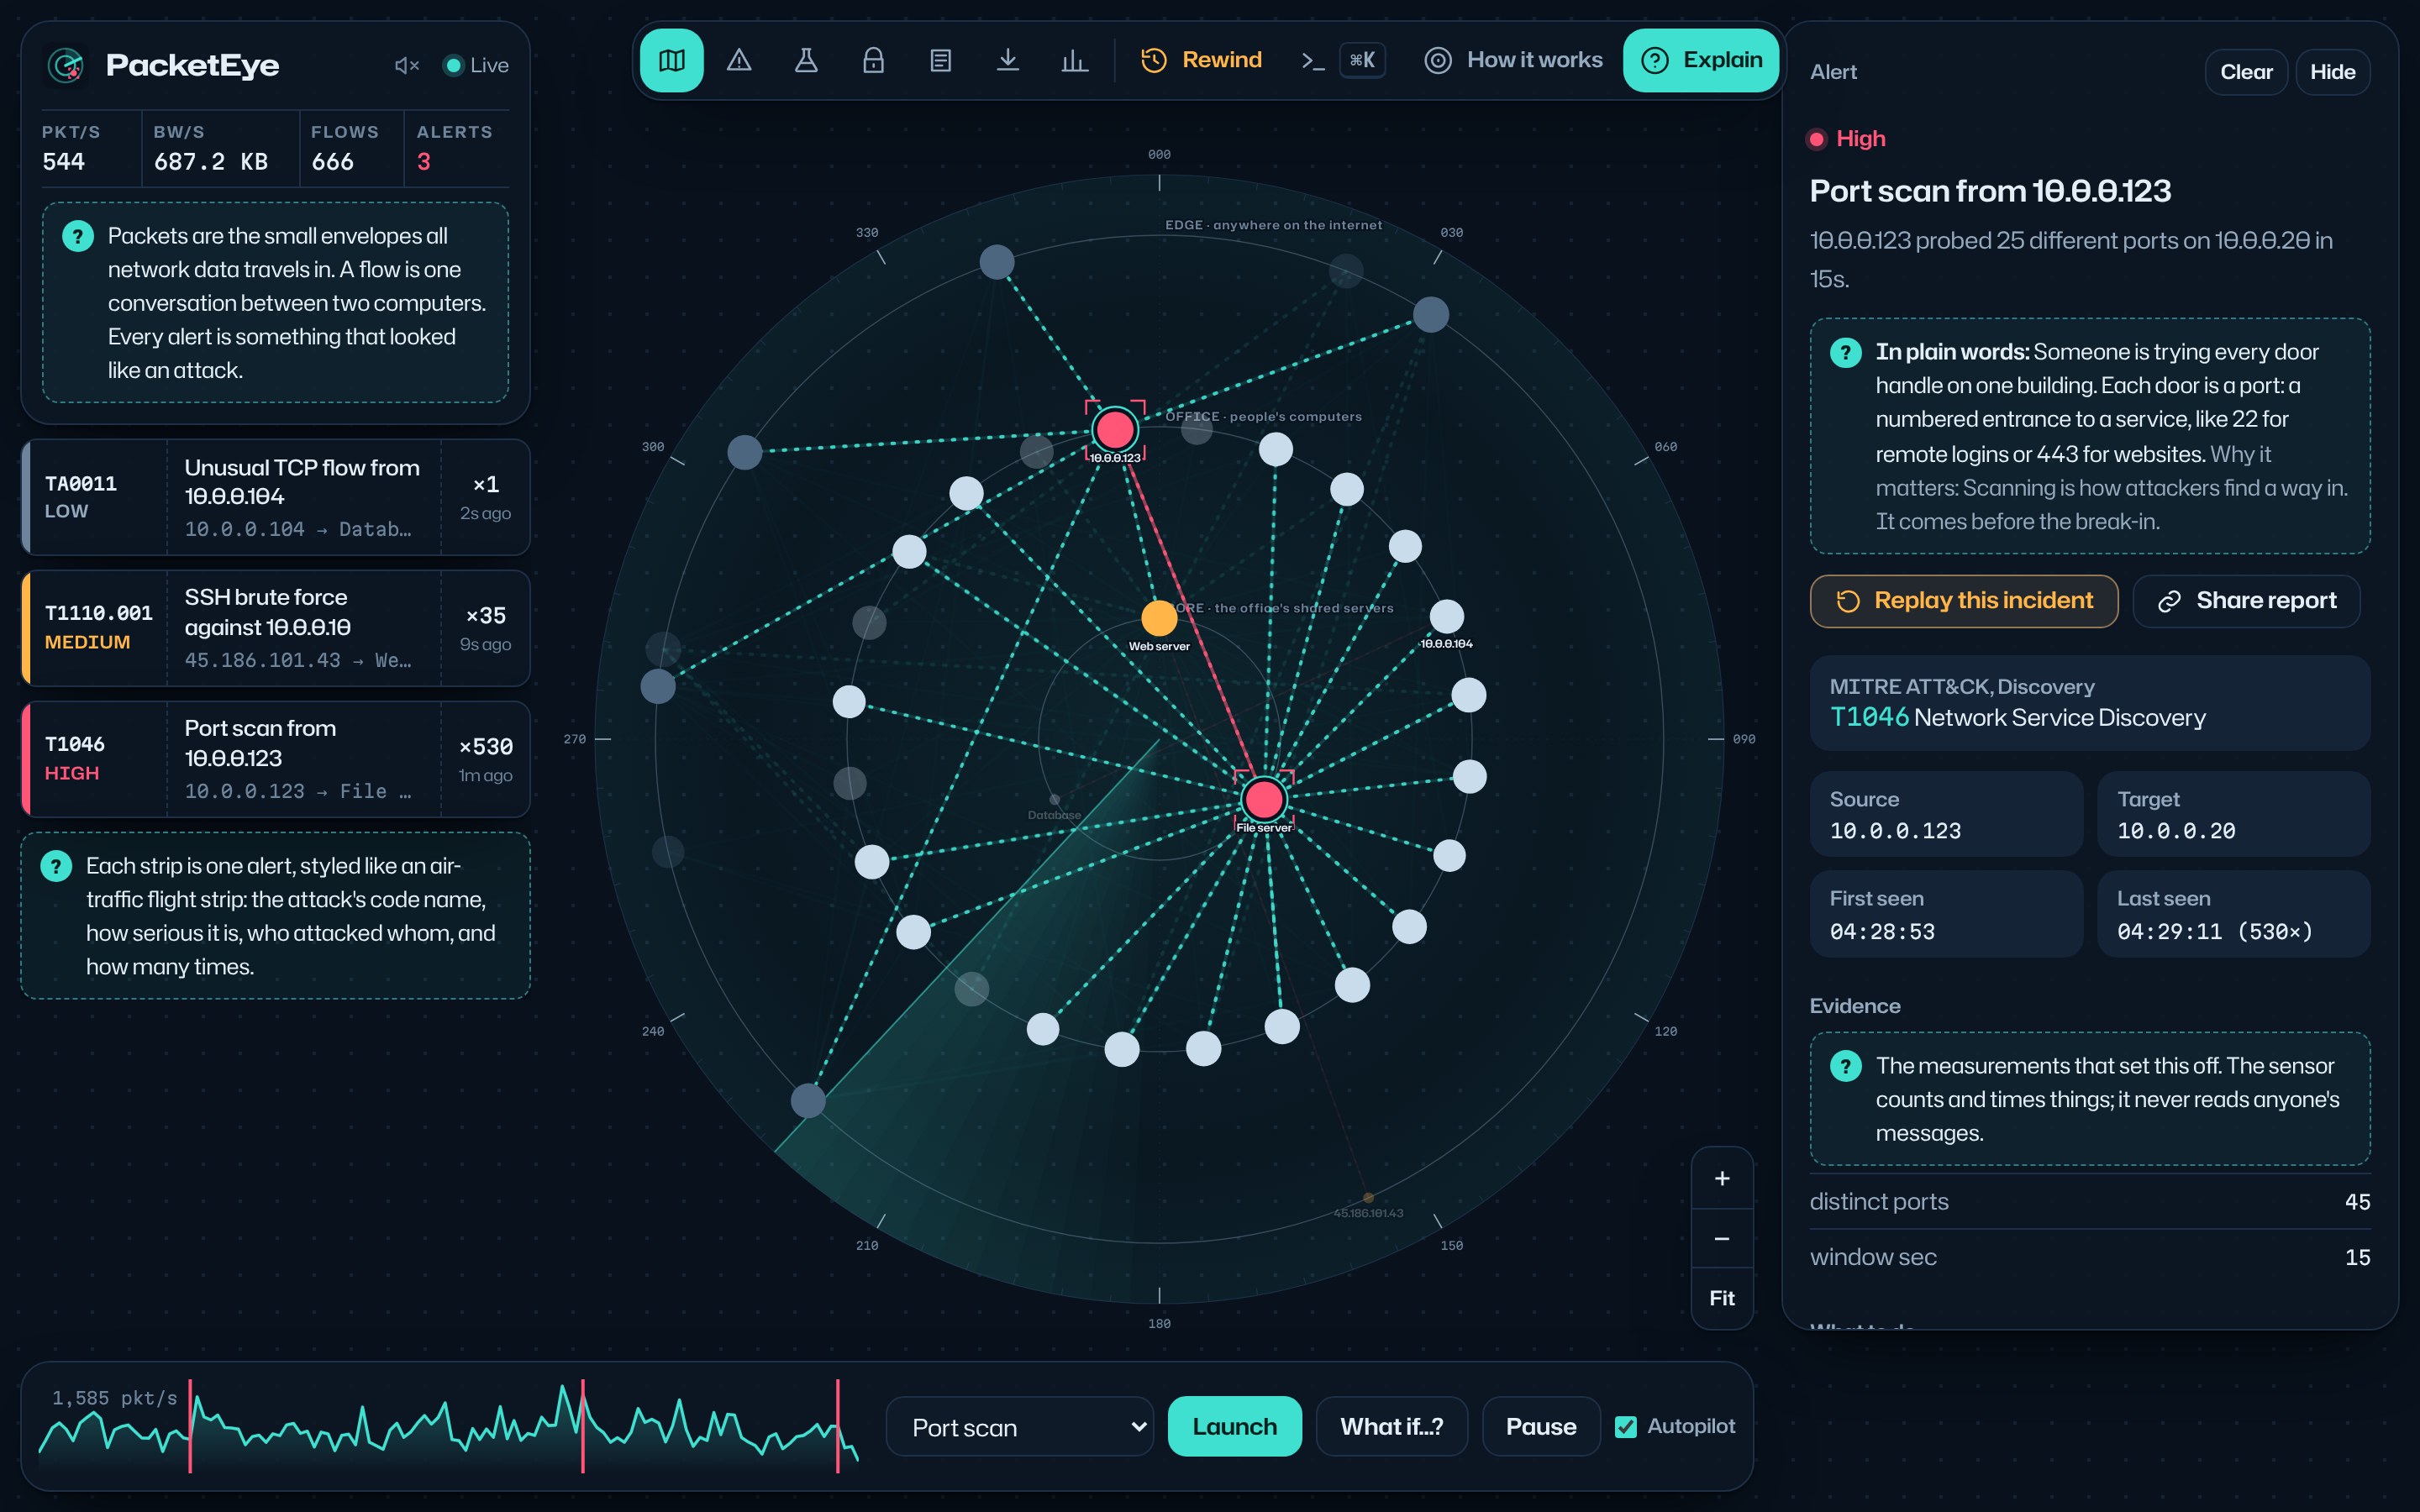 PacketEye
Live
PKT/S
544
BW/S
687.2 KB
FLOWS
666
ALERTS
3
? Packets are the small envelopes all
network data travels in. A flow is one
conversation between two computers.
Every alert is something that looked
like an attack.
TA0011
LOW
Unusual TCP flow from
10.0.0.104
10.0.0.104 → Datab…
×1
2s ago
T1110.001
MEDIUM
SSH brute force
against 10.0.0.10
45.186.101.43 → We…
×35
9s ago
T1046
HIGH
Port scan from
10.0.0.123
10.0.0.123 → File …
×530
1m ago
? Each strip is one alert, styled like an air-
traffic flight strip: the attack's code name,
how serious it is, who attacked whom, and
how many times.
Rewind
⌘K
How it works
? Explain
000
030
060
090
120
150
180
210
240
270
300
330
EDGE · anywhere on the internet
OFFICE · people's computers
10.0.0.123
ORE · the office's shared servers
Web server
10.0.0.104
Database
File server
45.186.101.43
+
−
Fit
Alert
Clear
Hide
High
Port scan from 10.0.0.123
10.0.0.123 probed 25 different ports on 10.0.0.20 in
15s.
? In plain words: Someone is trying every door
handle on one building. Each door is a port: a
numbered entrance to a service, like 22 for
remote logins or 443 for websites. Why it
matters: Scanning is how attackers find a way in.
It comes before the break-in.
Replay this incident
Share report
MITRE ATT&CK, Discovery
T1046 Network Service Discovery
Source
10.0.0.123
Target
10.0.0.20
First seen
04:28:53
Last seen
04:29:11 (530×)
Evidence
? The measurements that set this off. The sensor
counts and times things; it never reads anyone's
messages.
distinct ports 45
window sec 15
What to do
1,585 pkt/s
Port scan
Launch
What if…?
Pause
Autopilot